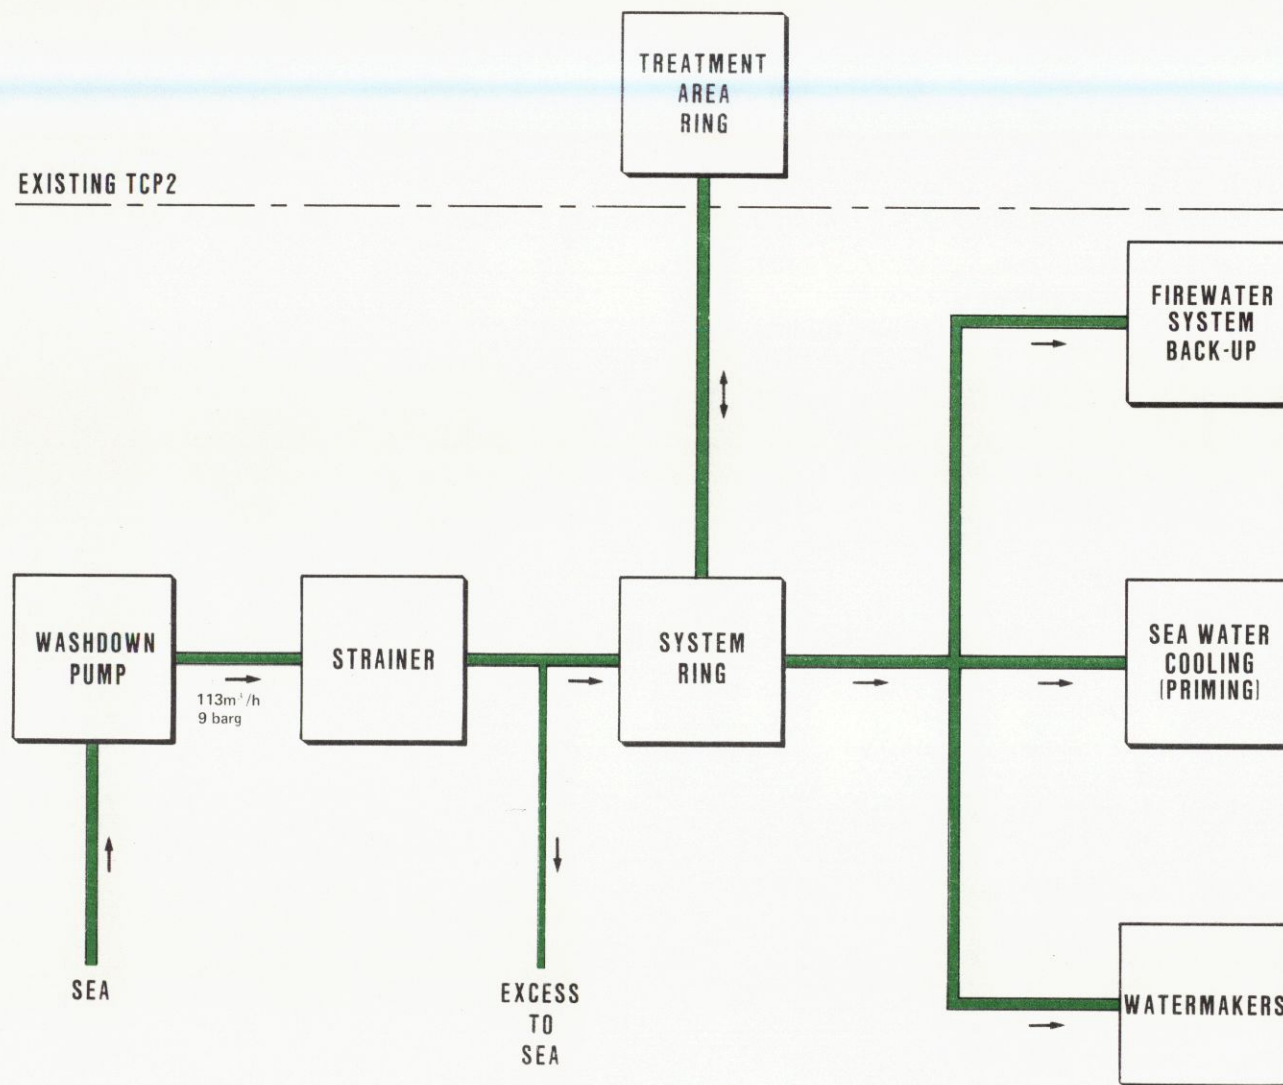 TREATMENT
AREA
RING
EXISTING TCP2
FIREWATER
SYSTEM
BACK-UP
WASHDOWN
PUMP
113m³/h
9 barg
STRAINER
SYSTEM
RING
SEA WATER
COOLING
(PRIMING)
SEA
EXCESS
TO
SEA
WATERMAKERS